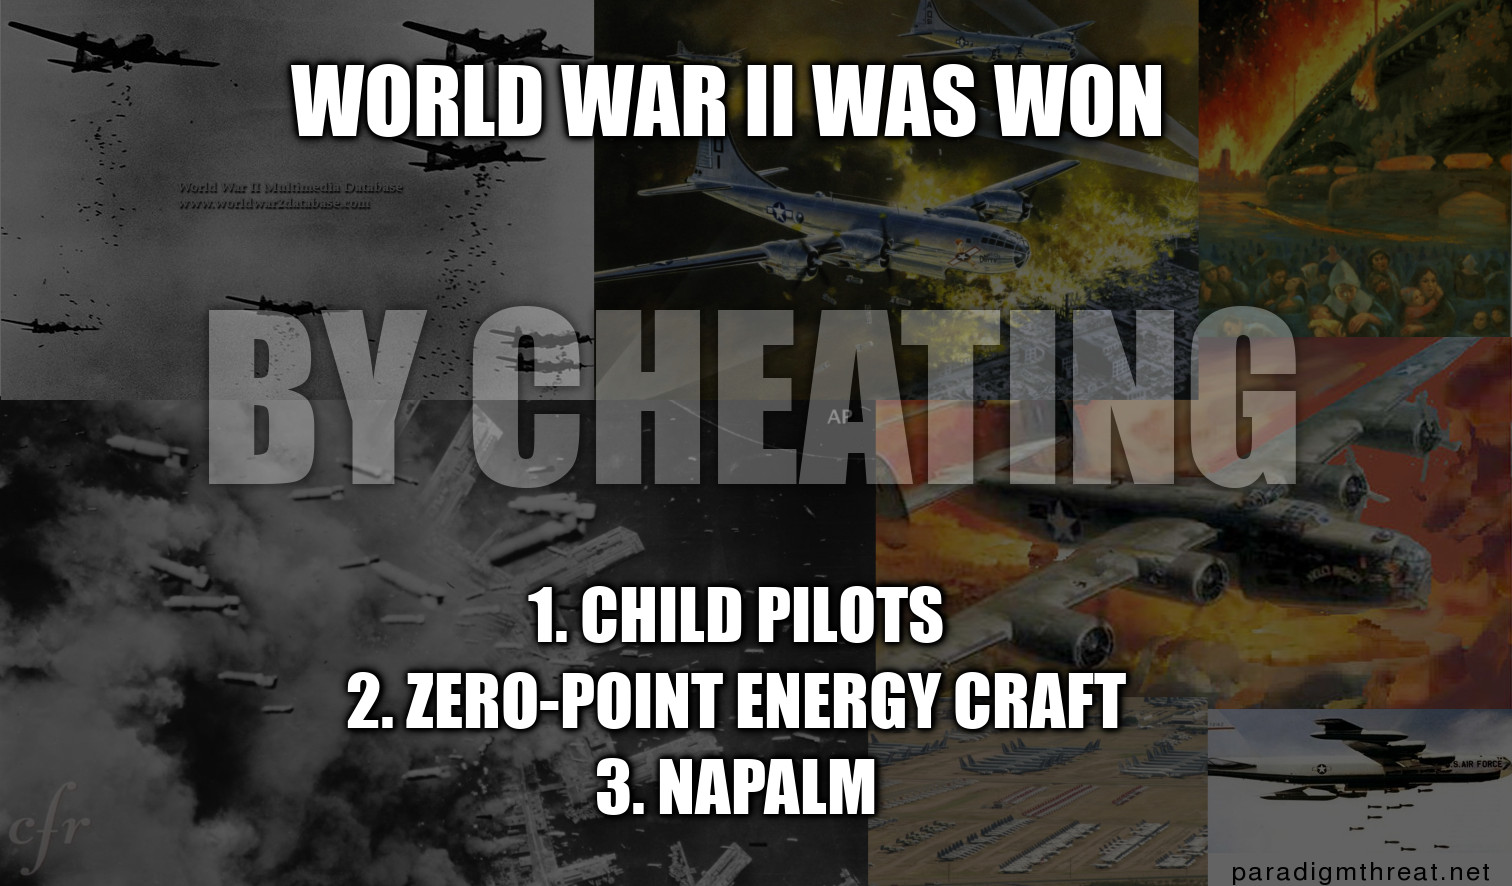 WORLD WAR II WAS WON
World War II Multimedia Database
www.worldwar2database.com
BY CHEATING
AP
1. CHILD PILOTS
2. ZERO-POINT ENERGY CRAFT
3. NAPALM
U.S. AIR FORCE
cfr
paradigmthreat.net